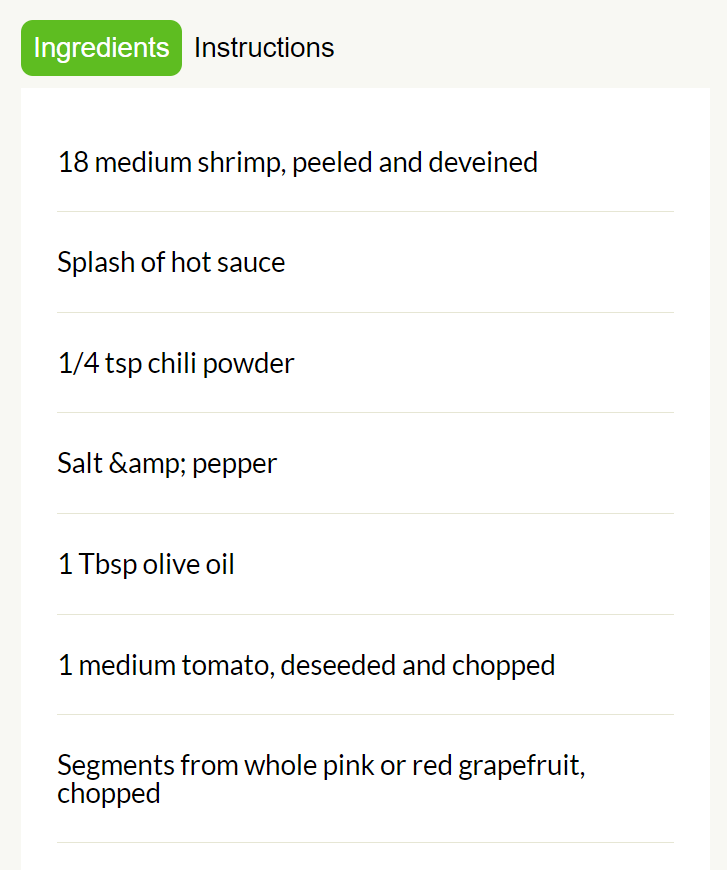 Ingredients Instructions
18 medium shrimp, peeled and deveined
Splash of hot sauce
1/4 tsp chili powder
Salt &amp; pepper
1 Tbsp olive oil
1 medium tomato, deseeded and chopped
Segments from whole pink or red grapefruit,
chopped